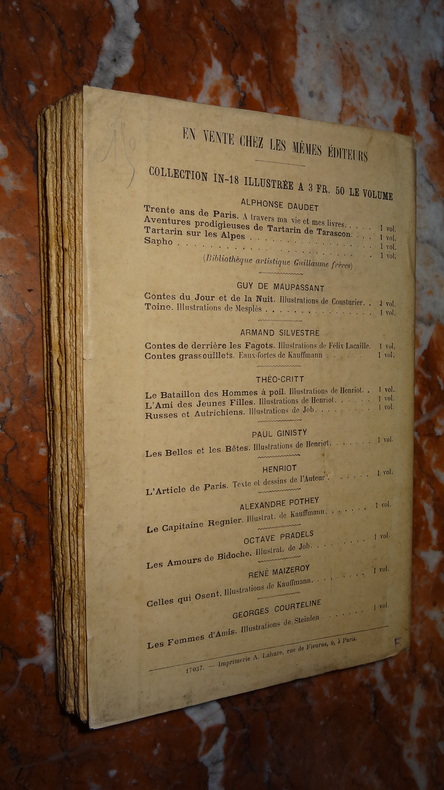 EN VENTE CHEZ LES MÊMES ÉDITEURS
COLLECTION IN-18 ILLUSTRÉE A 3 FR. 50 LE VOLUME
ALPHONSE DAUDET
Trente ans de Paris. A travers ma vie et mes livres. . . . . 1 vol.
Aventures prodigieuses de Tartarin de Tarascon. . . . 1 vol.
Tartarin sur les Alpes . . . . . . . . . . . . 1 vol.
Sapho . . . . . . . . . . . . . . . . . 1 vol.
(Bibliothèque artistique Guillaume frères)
GUY DE MAUPASSANT
Contes du Jour et de la Nuit. Illustrations de Cousturier. . 1 vol.
Toine. Illustrations de Mesplès . . . . . . . . . . 1 vol.
ARMAND SILVESTRE
Contes de derrière les Fagots. Illustrations de Félix Lacaille. 1 vol.
Contes grassouillets. Eaux-fortes de Kauffmann . . . . . 1 vol.
THÉO-CRITT
Le Bataillon des Hommes à poil. Illustrations de Henriot. . 1 vol.
L'Ami des Jeunes Filles. Illustrations de Henriot. . . . . 1 vol.
Russes et Autrichiens. Illustrations de Job. . . . . . . 1 vol.
PAUL GINISTY
Les Belles et les Bêtes. Illustrations de Henriot. . . . . . 1 vol.
HENRIOT
L'Article de Paris. Texte et dessins de l'Auteur. . . . . . 1 vol.
ALEXANDRE POTHEY
Le Capitaine Regnier. Illustrat. de Kauffmann. . . . . . 1 vol.
OCTAVE PRADELS
Les Amours de Bidoche. Illustrat. de Job. . . . . . . . 1 vol.
RENÉ MAIZEROY
Celles qui Osent. Illustrations de Kauffmann. . . . . . . 1 vol.
GEORGES COURTELINE
Les Femmes d'Amis. Illustrations de Steinlen . . . . . . 1 vol
17037. — Imprimerie A. Lahure, rue de Fleurus, 9, à Paris.